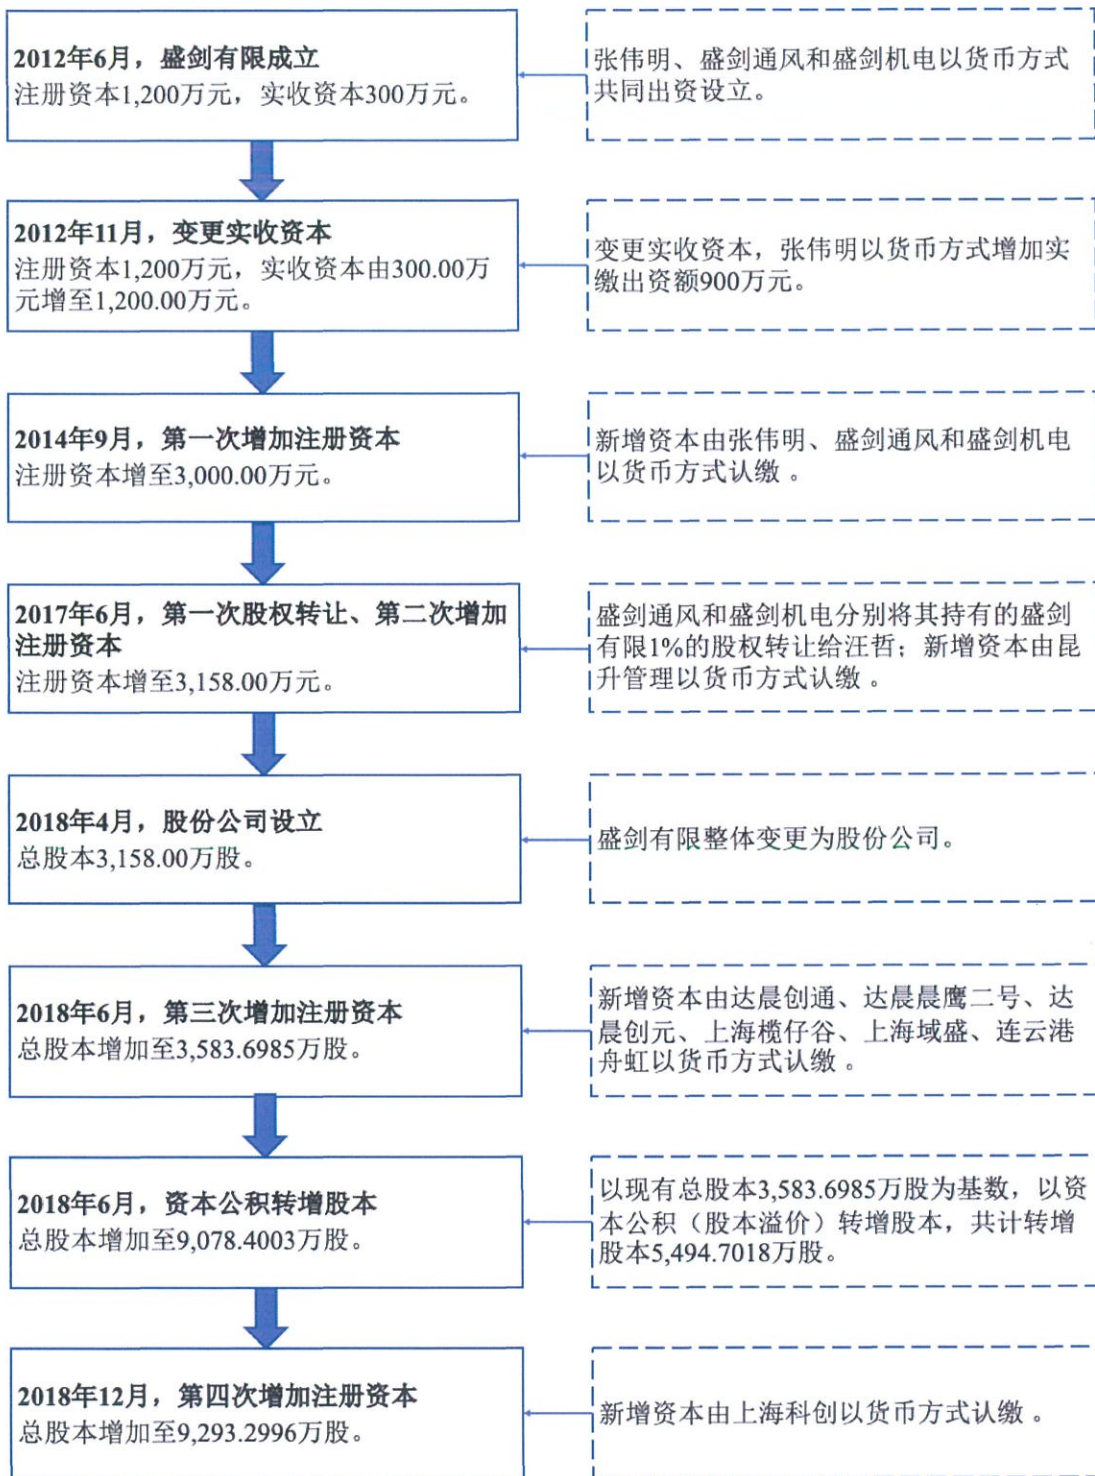 2012年6月，盛剑有限成立
注册资本1,200万元，实收资本300万元。
张伟明、盛剑通风和盛剑机电以货币方式
共同出资设立。
2012年11月，变更实收资本
注册资本1,200万元，实收资本由300.00万
元增至1,200.00万元。
变更实收资本，张伟明以货币方式增加实
缴出资额900万元。
2014年9月，第一次增加注册资本
注册资本增至3,000.00万元。
新增资本由张伟明、盛剑通风和盛剑机电
以货币方式认缴 。
2017年6月，第一次股权转让、第二次增加
注册资本
注册资本增至3,158.00万元。
盛剑通风和盛剑机电分别将其持有的盛剑
有限1%的股权转让给汪哲；新增资本由昆
升管理以货币方式认缴 。
2018年4月，股份公司设立
总股本3,158.00万股。
盛剑有限整体变更为股份公司。
2018年6月，第三次增加注册资本
总股本增加至3,583.6985万股。
新增资本由达晨创通、达晨晨鹰二号、达
晨创元、上海榄仔谷、上海域盛、连云港
舟虹以货币方式认缴 。
2018年6月，资本公积转增股本
总股本增加至9,078.4003万股。
以现有总股本3,583.6985万股为基数，以资
本公积（股本溢价）转增股本，共计转增
股本5,494.7018万股。
2018年12月，第四次增加注册资本
总股本增加至9,293.2996万股。
新增资本由上海科创以货币方式认缴 。